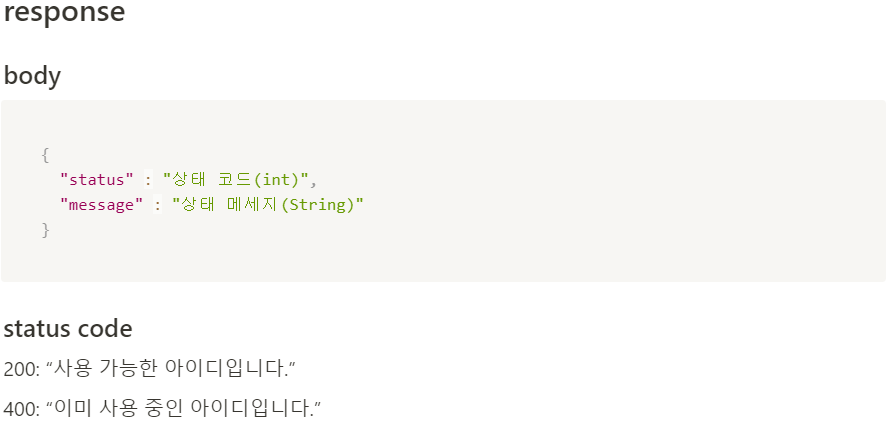 response
body
{
"status" : "상태 코드(int)",
"message" : "상태 메세지(String)"
}
status code
200: “사용 가능한 아이디입니다.”
400: “이미 사용 중인 아이디입니다.”